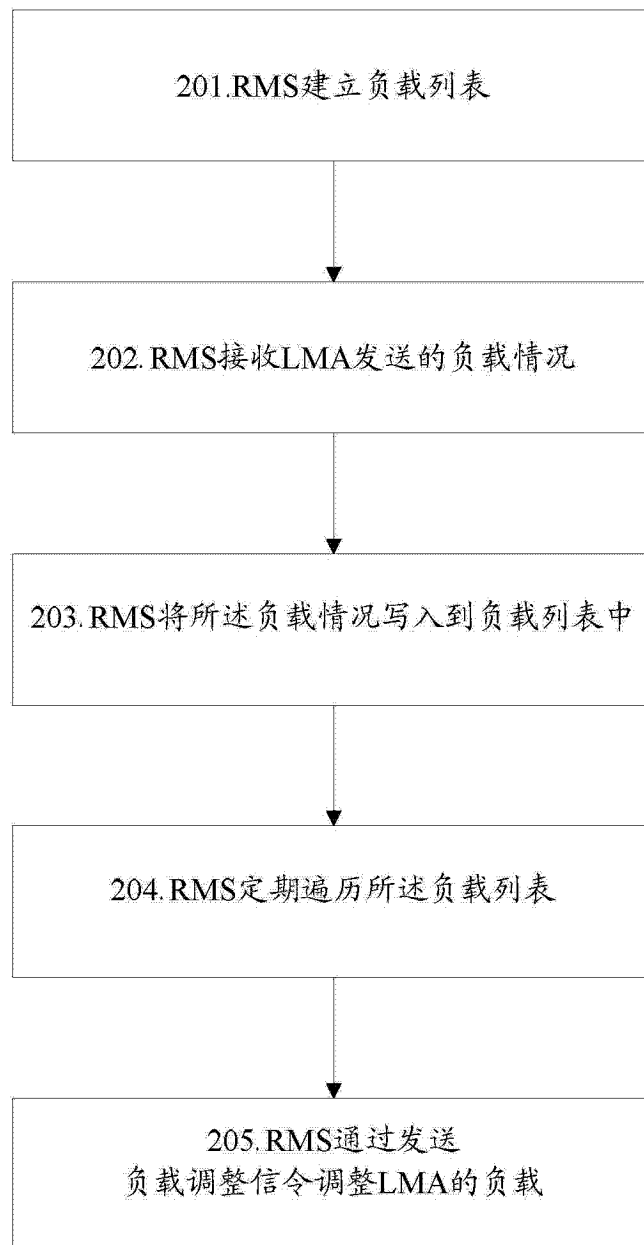 201.RMS建立负载列表
202.RMS接收LMA发送的负载情况
203.RMS将所述负载情况写入到负载列表中
204.RMS定期遍历所述负载列表
205.RMS通过发送
负载调整信令调整LMA的负载